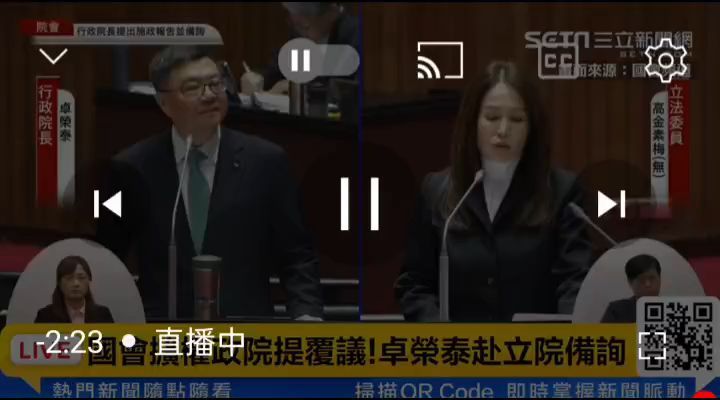 院會
行政院長提出施政報告並備詢
SETN 三立新聞網
畫面來源：國會頻道
行政院長
卓榮泰
立法委員
高金素梅(無)
-2:23 • 直播中
LIVE
國會擴權政院提覆議!卓榮泰赴立院備詢
熱門新聞隨點隨看
掃描QR Code 即時掌握新聞脈動